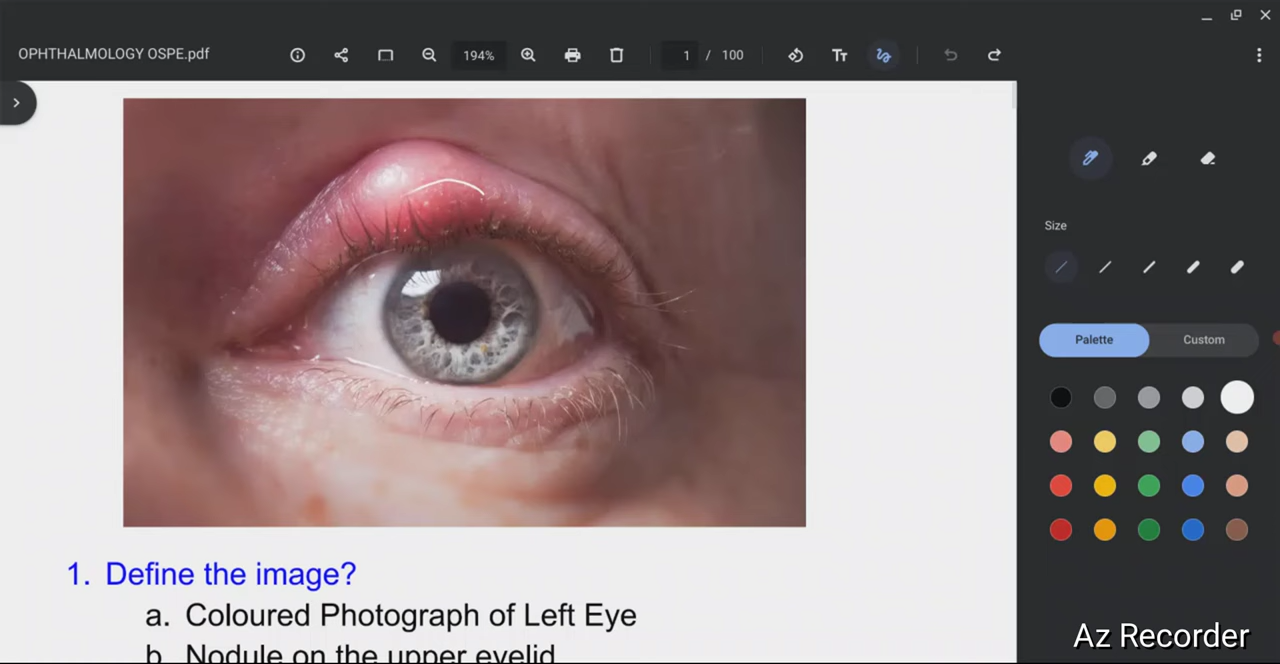 OPHTHALMOLOGY OSPE.pdf
194%
1 / 100
Tт
Size
Palette
Custom
1. Define the image?
a. Coloured Photograph of Left Eye
b. Nodule on the upper eyelid
Az Recorder